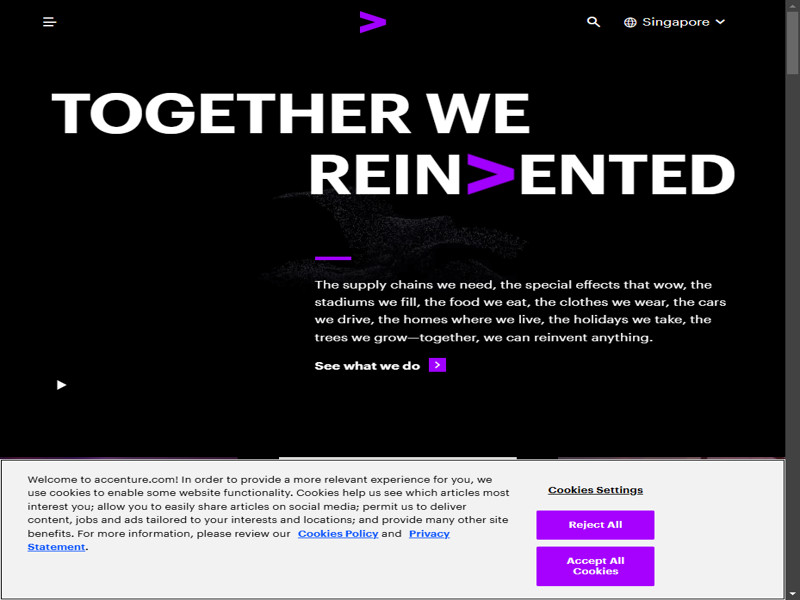 Singapore
TOGETHER WE
REIN>ENTED
The supply chains we need, the special effects that wow, the
stadiums we fill, the food we eat, the clothes we wear, the cars
we drive, the homes where we live, the holidays we take, the
trees we grow—together, we can reinvent anything.
See what we do
Welcome to accenture.com! In order to provide a more relevant experience for you, we
use cookies to enable some website functionality. Cookies help us see which articles most
interest you; allow you to easily share articles on social media; permit us to deliver
content, jobs and ads tailored to your interests and locations; and provide many other site
benefits. For more information, please review our Cookies Policy and Privacy
Statement.
Cookies Settings
Reject All
Accept All
Cookies